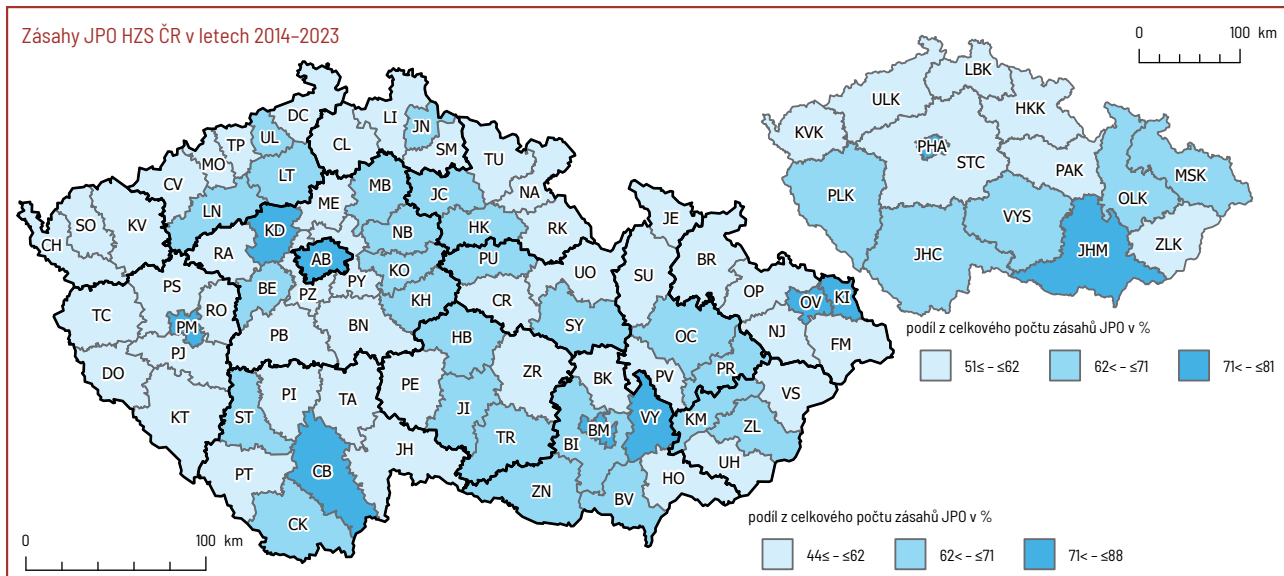 Zásahy JPO HZS ČR v letech 2014–2023
0 100 km
LBK
ULK
HKK
KVK
PHA
STC
PAK
MSK
PLK
OLK
VYS
JHM
ZLK
JHC
podíl z celkového počtu zásahů JPO v %
51≤ – ≤62 62< – ≤71 71< – ≤81
DC
LI
UL
JN
TP
CL
SM
MO
TU
LT
CV
MB
JC
NA
LN
ME
SO
KV
JE
HK
KD
NB
RK
CH
RA
AB
PU
BR
KO
UO
SU
PY
PS
BE
PZ
OP
OV
KI
RO
KH
CR
TC
PM
SY
NJ
BN
PB
OC
FM
HB
PJ
PR
DO
ZR
PV
BK
PE
VS
PI
TA
KT
ST
JI
VY
KM
ZL
BM
TR
BI
JH
UH
CB
PT
HO
ZN
BV
CK
0 100 km
podíl z celkového počtu zásahů JPO v %
44≤ – ≤62 62< – ≤71 71< – ≤88